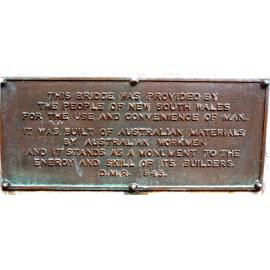 THIS BRIDGE WAS PROVIDED BY
THE PEOPLE OF NEW SOUTH WALES
FOR THE USE AND CONVENIENCE OF MAN.
IT WAS BUILT OF AUSTRALIAN MATERIALS
BY AUSTRALIAN WORKMEN
AND IT STANDS AS A MONUMENT TO THE
ENERGY AND SKILL OF ITS BUILDERS.
D.M.R. 1945.